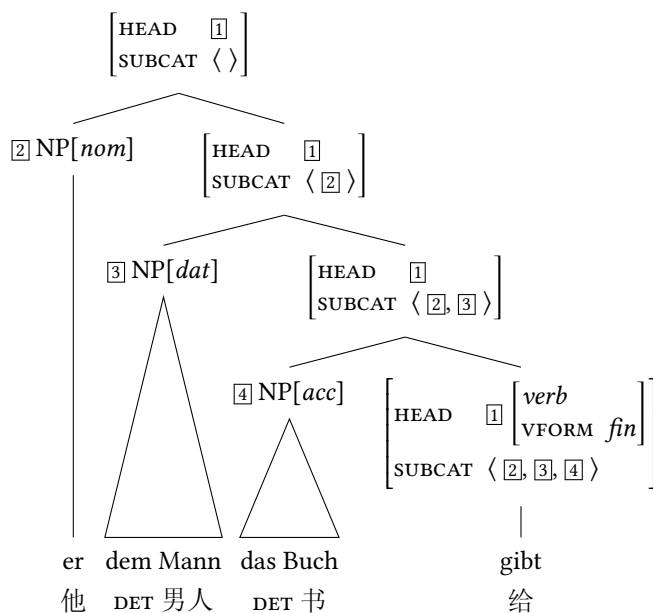 HEAD 1
SUBCAT ⟨ ⟩
2 NP[nom]
HEAD 1
SUBCAT ⟨ 2 ⟩
3 NP[dat]
HEAD 1
SUBCAT ⟨ 2, 3 ⟩
4 NP[acc]
HEAD 1 verb
VFORM fin
SUBCAT ⟨ 2, 3, 4 ⟩
er dem Mann das Buch gibt
他 DET 男人 DET 书 给